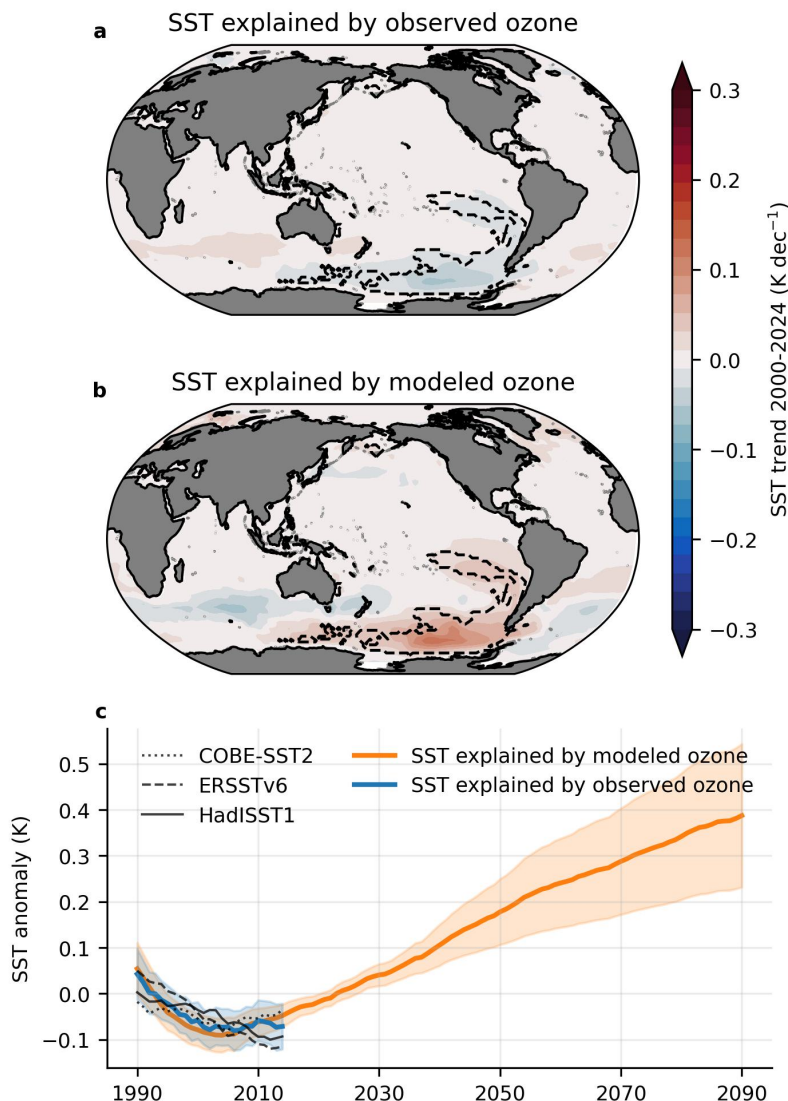 a
SST explained by observed ozone
b
SST explained by modeled ozone
0.3
0.2
0.1
0.0
−0.1
−0.2
−0.3
SST trend 2000-2024 (K dec⁻¹)
c
COBE-SST2
ERSSTv6
HadISST1
SST explained by modeled ozone
SST explained by observed ozone
SST anomaly (K)
0.5
0.4
0.3
0.2
0.1
0.0
−0.1
1990 2010 2030 2050 2070 2090